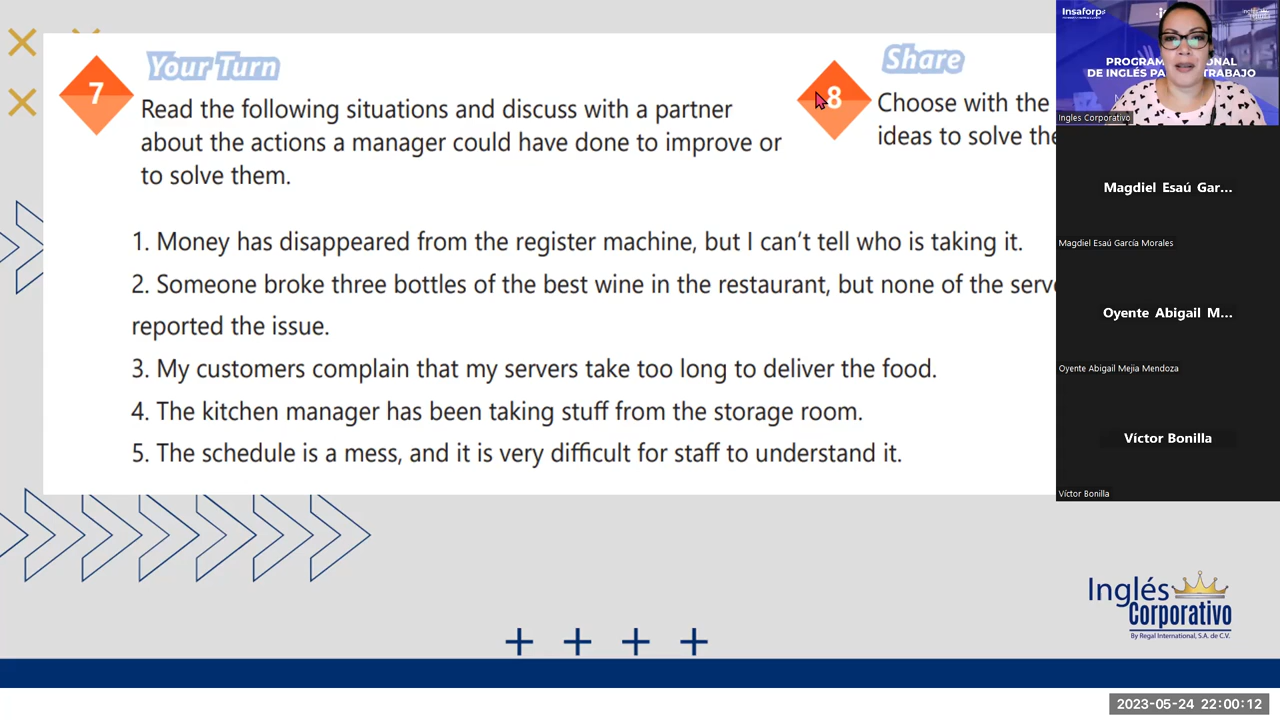 Your Turn
7
Read the following situations and discuss with a partner
about the actions a manager could have done to improve or
to solve them.
Share
8
Choose with the
ideas to solve the
1. Money has disappeared from the register machine, but I can't tell who is taking it.
2. Someone broke three bottles of the best wine in the restaurant, but none of the serve
reported the issue.
3. My customers complain that my servers take too long to deliver the food.
4. The kitchen manager has been taking stuff from the storage room.
5. The schedule is a mess, and it is very difficult for staff to understand it.
Insaforp
DE INGLÉS
TRABAJO
Ingles Corporativo
Magdiel Esaú Gar...
Magdiel Esaú García Morales
Oyente Abigail M...
Oyente Abigail Mejia Mendoza
Víctor Bonilla
Víctor Bonilla
Inglés
Corporativo
By Regal International, S.A. de C.V.
2023-05-24 22:00:12